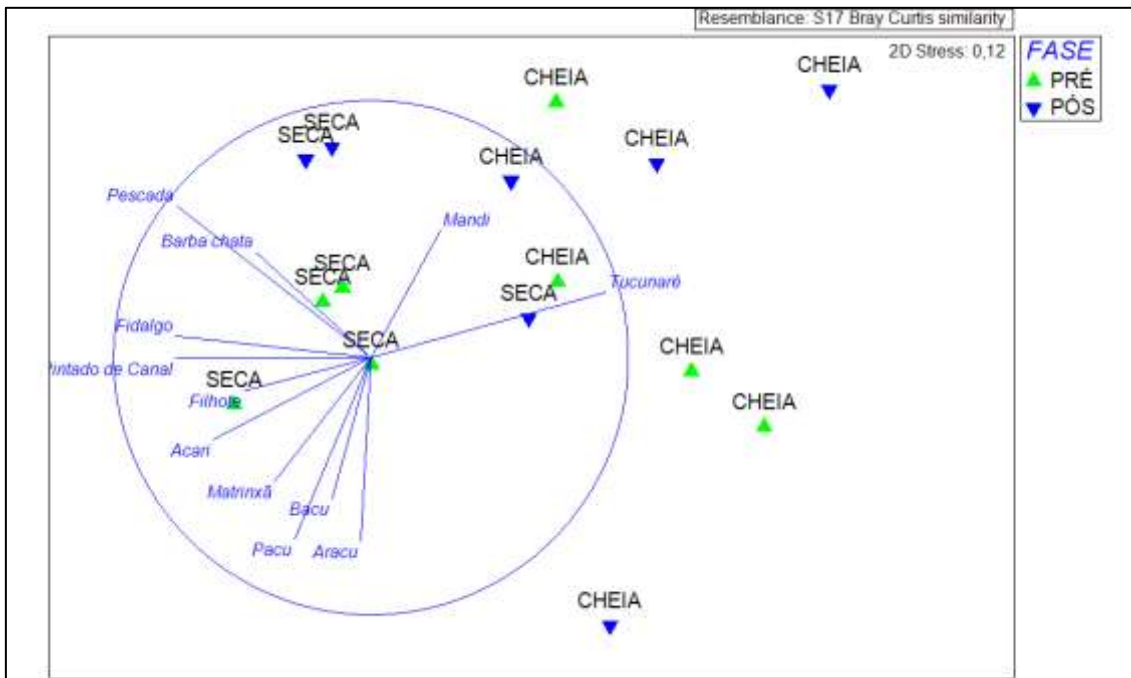 Resemblance: S17 Bray Curtis similarity
2D Stress: 0,12
FASE
PRÉ
PÓS
CHEIA
CHEIA
SECA
SECA
CHEIA
CHEIA
Pescada
Mandi
Barba chata
SECA
SECA
CHEIA
Tucunaré
SECA
Fidalgo
SECA
CHEIA
Pintado de Canal
SECA
Filhote
CHEIA
Acari
Matrinxã
Bacu
Pacu
Aracu
CHEIA